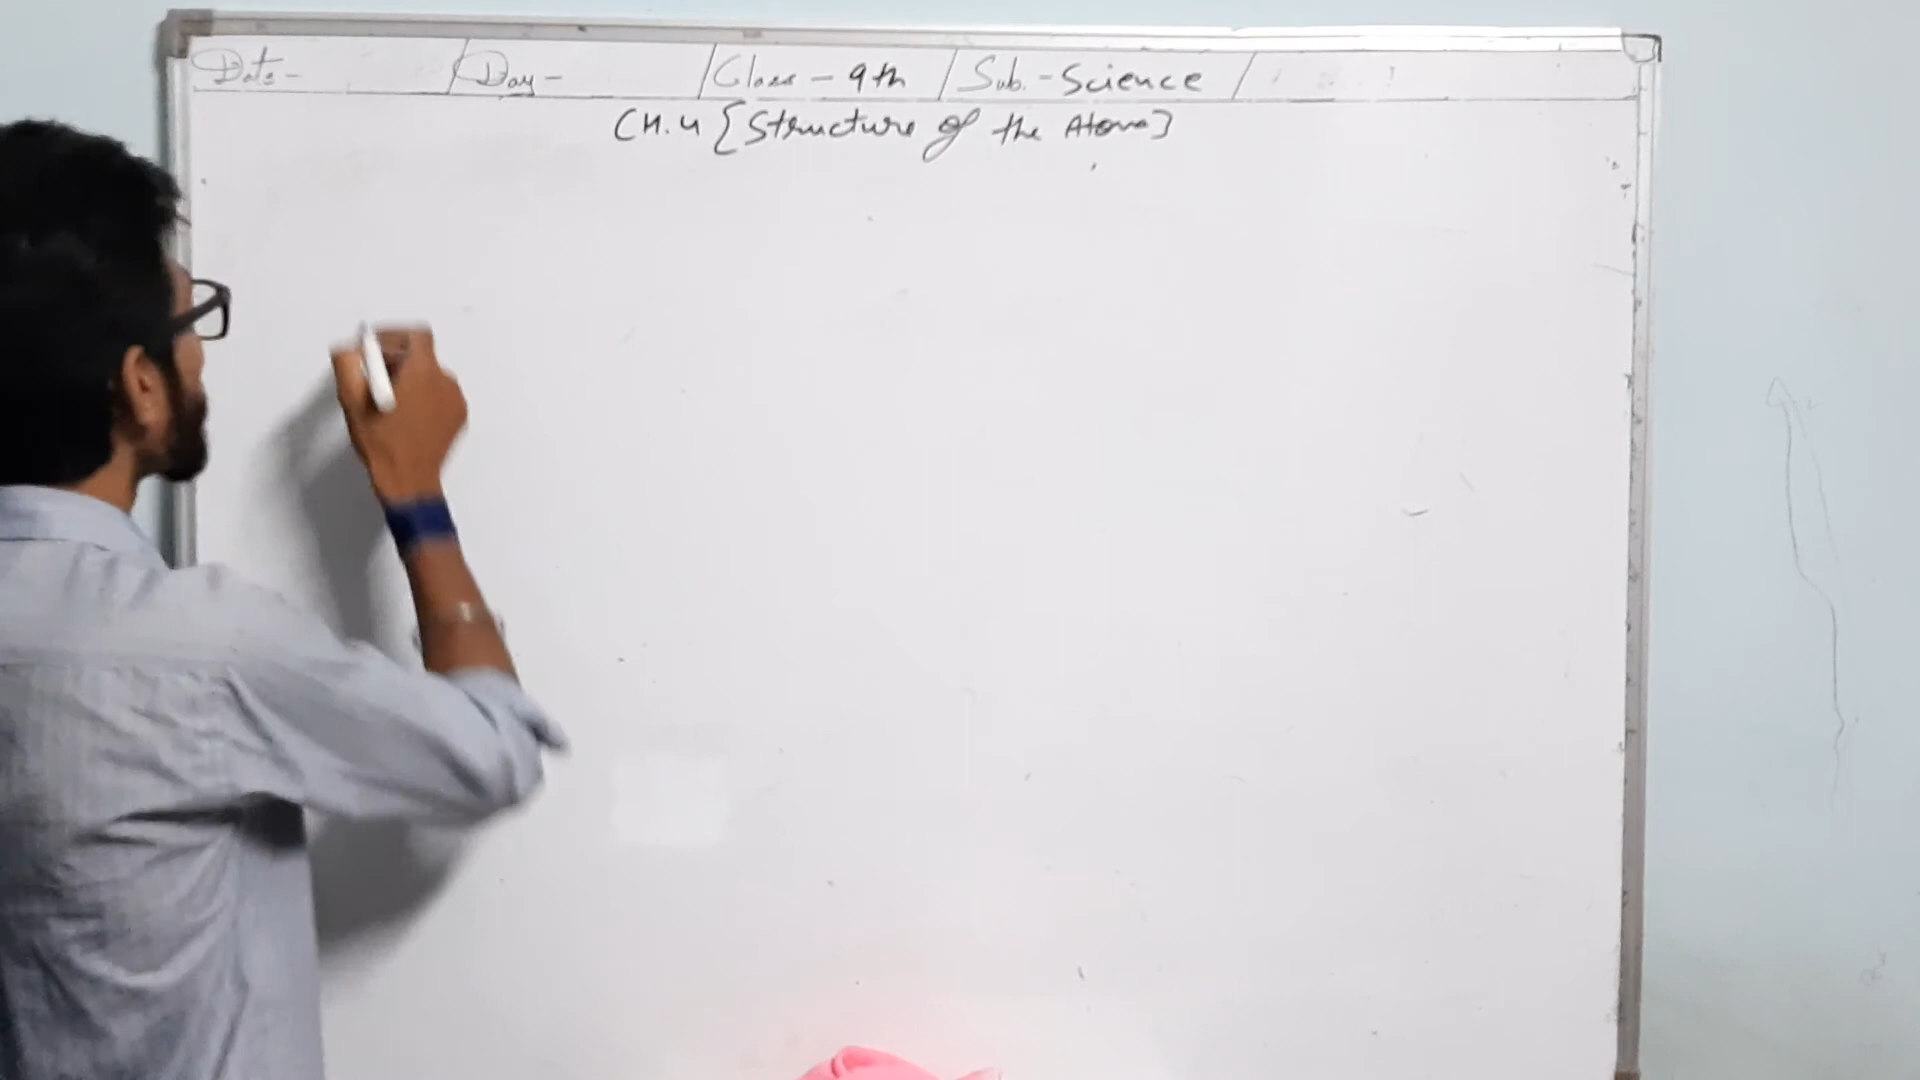 Date - / Day - / Class - 9th / Sub. - Science /
CH. 4 [Structure of the Atom]